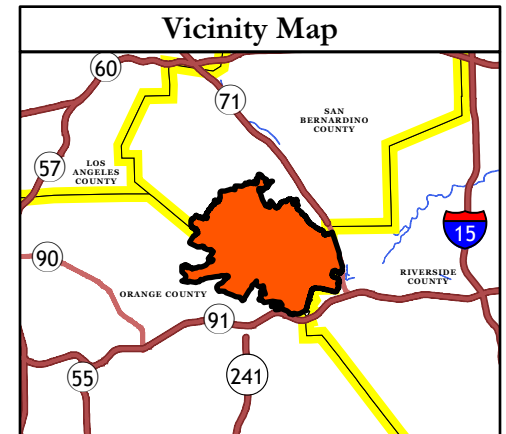 Vicinity Map
60
71
SAN
BERNARDINO
COUNTY
57
LOS
ANGELES
COUNTY
15
90
RIVERSIDE
COUNTY
ORANGE COUNTY
91
55
241